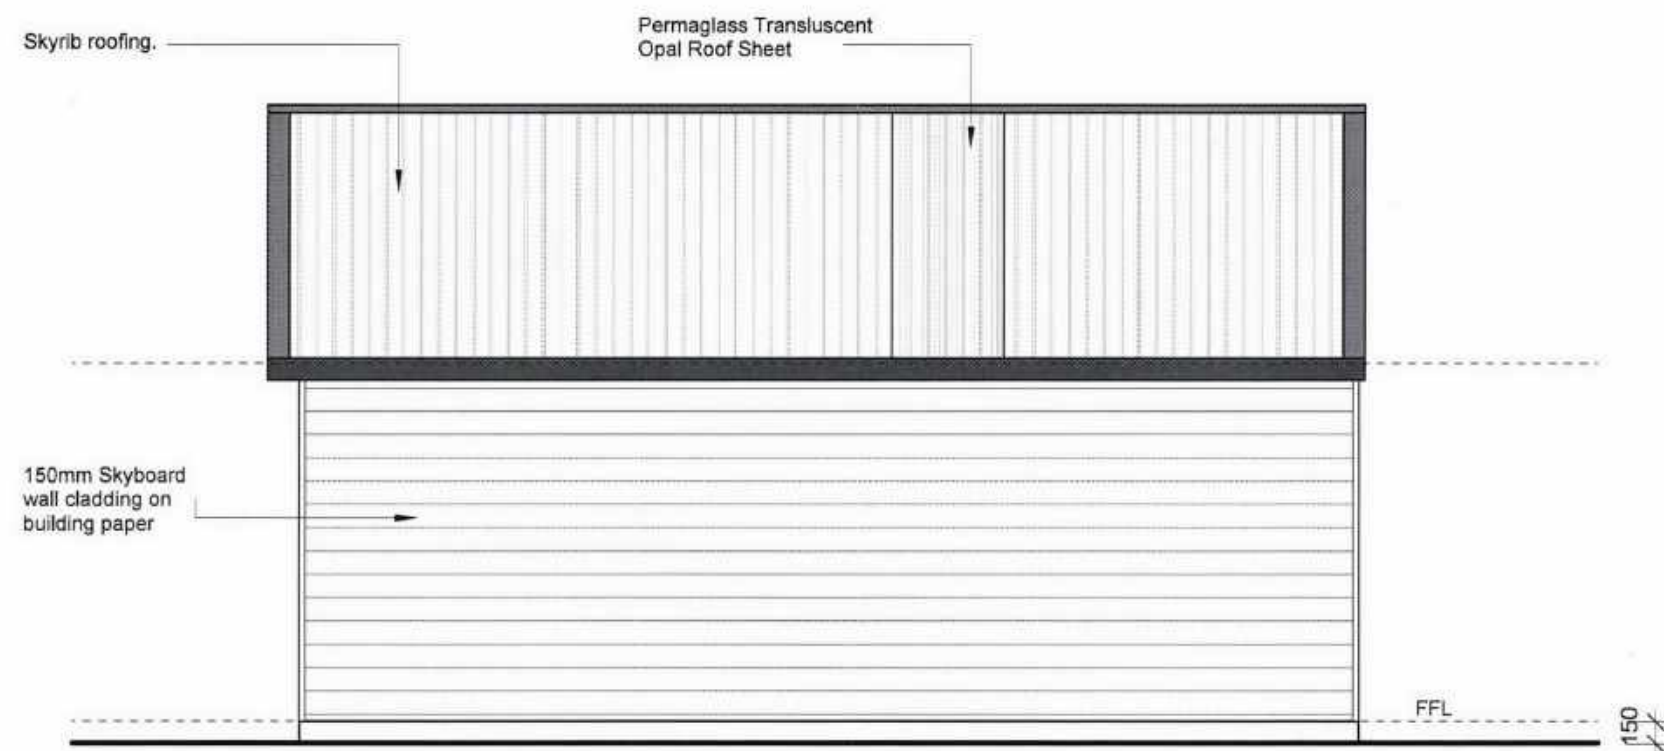 Skyrib roofing.
Permaglass Transluscent
Opal Roof Sheet
150mm Skyboard
wall cladding on
building paper
FFL
150